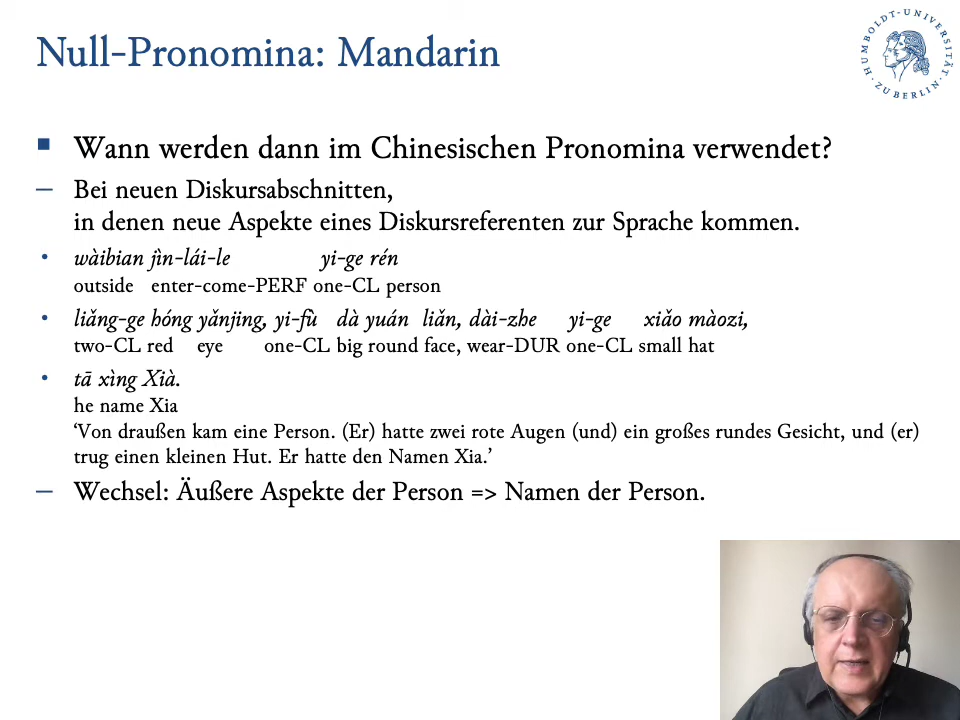 Null-Pronomina: Mandarin
HUMBOLDT-UNIVERSITÄT
ZU BERLIN
Wann werden dann im Chinesischen Pronomina verwendet?
– Bei neuen Diskursabschnitten,
in denen neue Aspekte eines Diskursreferenten zur Sprache kommen.
• wàibian jìn-lái-le yi-ge rén
outside enter-come-PERF one-CL person
• liǎng-ge hóng yǎnjing, yi-fù dà yuán liǎn, dài-zhe yi-ge xiǎo màozi,
two-CL red eye one-CL big round face, wear-DUR one-CL small hat
• tā xìng Xià.
he name Xia
‘Von draußen kam eine Person. (Er) hatte zwei rote Augen (und) ein großes rundes Gesicht, und (er)
trug einen kleinen Hut. Er hatte den Namen Xia.’
– Wechsel: Äußere Aspekte der Person => Namen der Person.